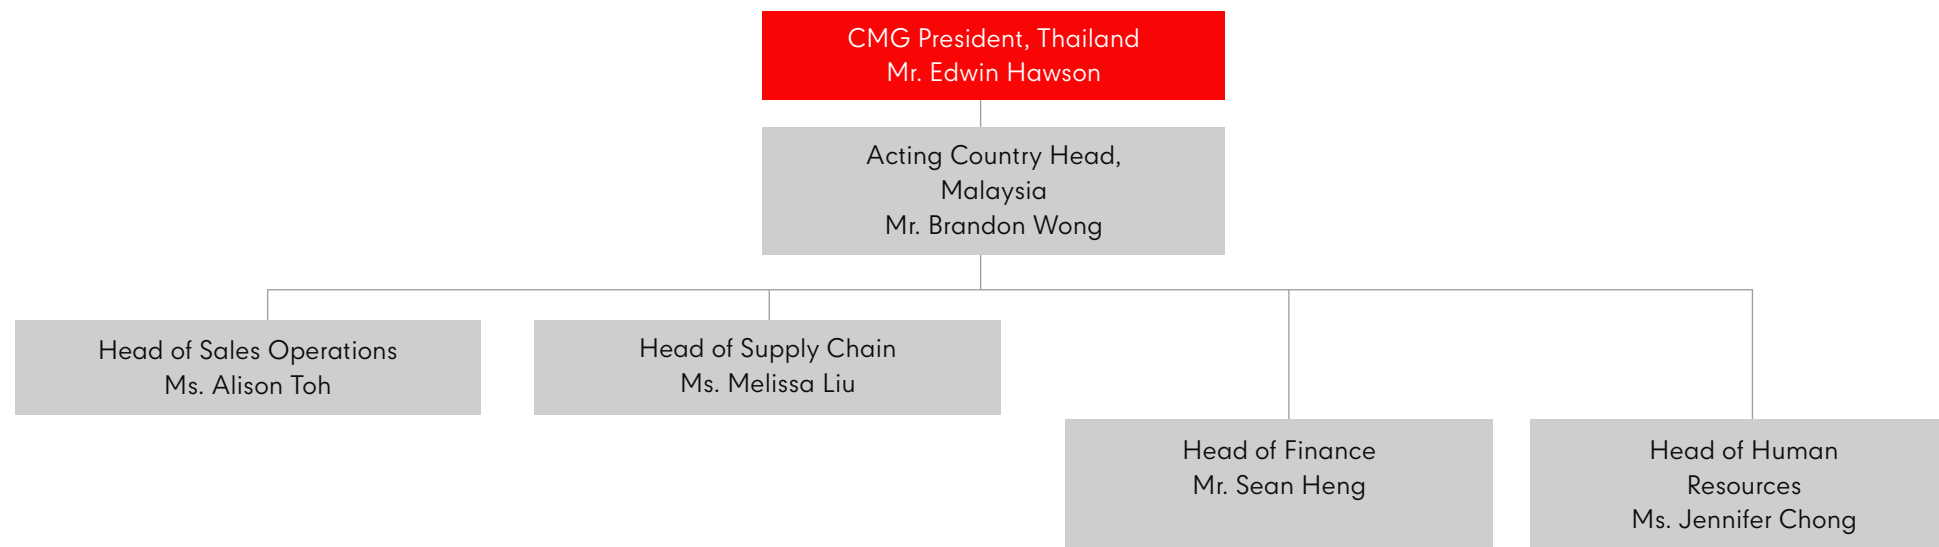 CMG President, Thailand
Mr. Edwin Hawson
Acting Country Head,
Malaysia
Mr. Brandon Wong
Head of Sales Operations
Ms. Alison Toh
Head of Supply Chain
Ms. Melissa Liu
Head of Finance
Mr. Sean Heng
Head of Human
Resources
Ms. Jennifer Chong